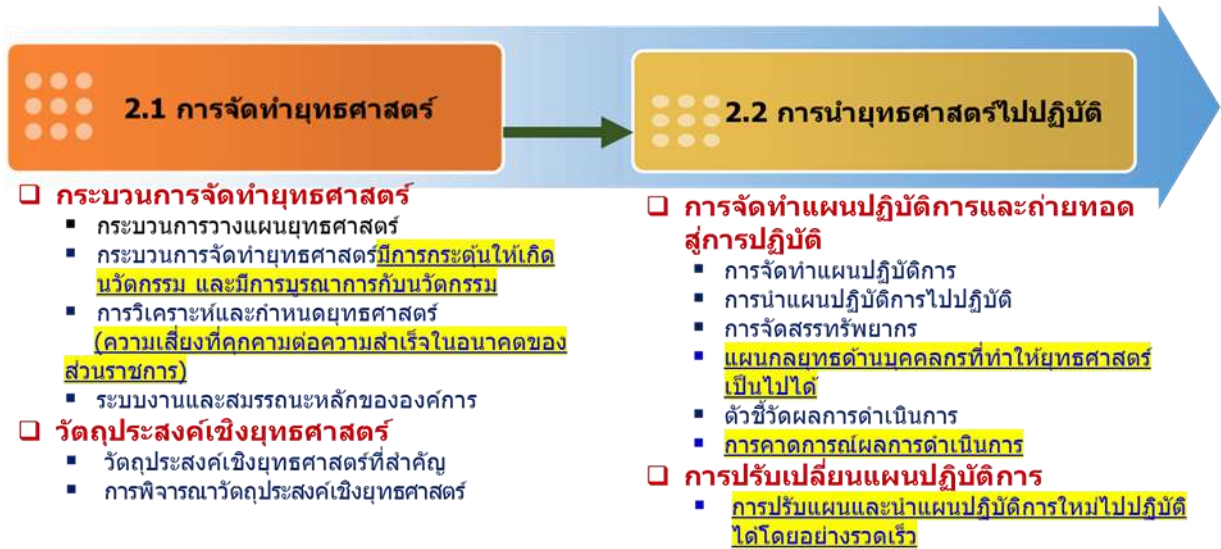 2.1 การจัดทำยุทธศาสตร์
❑ กระบวนการจัดทำยุทธศาสตร์
▪ กระบวนการวางแผนยุทธศาสตร์
▪ กระบวนการจัดทำยุทธศาสตร์มีการกระตุ้นให้เกิด
นวัตกรรม และมีการบูรณาการกับนวัตกรรม
▪ การวิเคราะห์และกำหนดยุทธศาสตร์
(ความเสี่ยงที่คุกคามต่อความสำเร็จในอนาคตของ
ส่วนราชการ)
▪ ระบบงานและสมรรถนะหลักขององค์การ
❑ วัตถุประสงค์เชิงยุทธศาสตร์
▪ วัตถุประสงค์เชิงยุทธศาสตร์ที่สำคัญ
▪ การพิจารณาวัตถุประสงค์เชิงยุทธศาสตร์
2.2 การนำยุทธศาสตร์ไปปฏิบัติ
❑ การจัดทำแผนปฏิบัติการและถ่ายทอด
สู่การปฏิบัติ
▪ การจัดทำแผนปฏิบัติการ
▪ การนำแผนปฏิบัติการไปปฏิบัติ
▪ การจัดสรรทรัพยากร
▪ แผนกลยุทธด้านบุคคลกรที่ทำให้ยุทธศาสตร์
เป็นไปได้
▪ ตัวชี้วัดผลการดำเนินการ
▪ การคาดการณ์ผลการดำเนินการ
❑ การปรับเปลี่ยนแผนปฏิบัติการ
▪ การปรับแผนและนำแผนปฏิบัติการใหม่ไปปฏิบัติ
ได้โดยอย่างรวดเร็ว